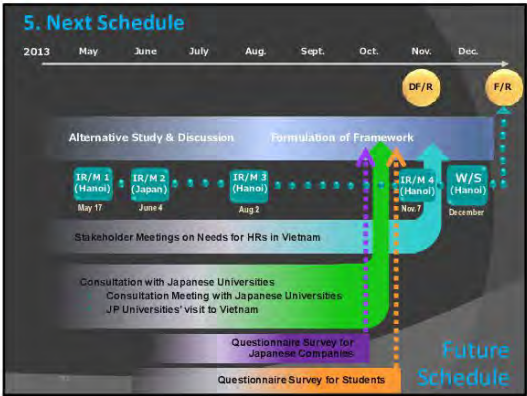 5. Next Schedule
2013 May June July Aug. Sept. Oct. Nov. Dec.
DF/R F/R
Alternative Study & Discussion Formulation of Framework
IR/M 1 IR/M 2 IR/M 3 IR/M 4 W/S
(Hanoi) (Japan) (Hanoi) (Hanoi) (Hanoi)
May 17 June 4 Aug 2 Nov. 7 December
Stakeholder Meetings on Needs for HRs in Vietnam
Consultation with Japanese Universities
Consultation Meeting with Japanese Universities
JP Universities' visit to Vietnam
Questionnaire Survey for
Japanese Companies
Questionnaire Survey for Students
Future
Schedule